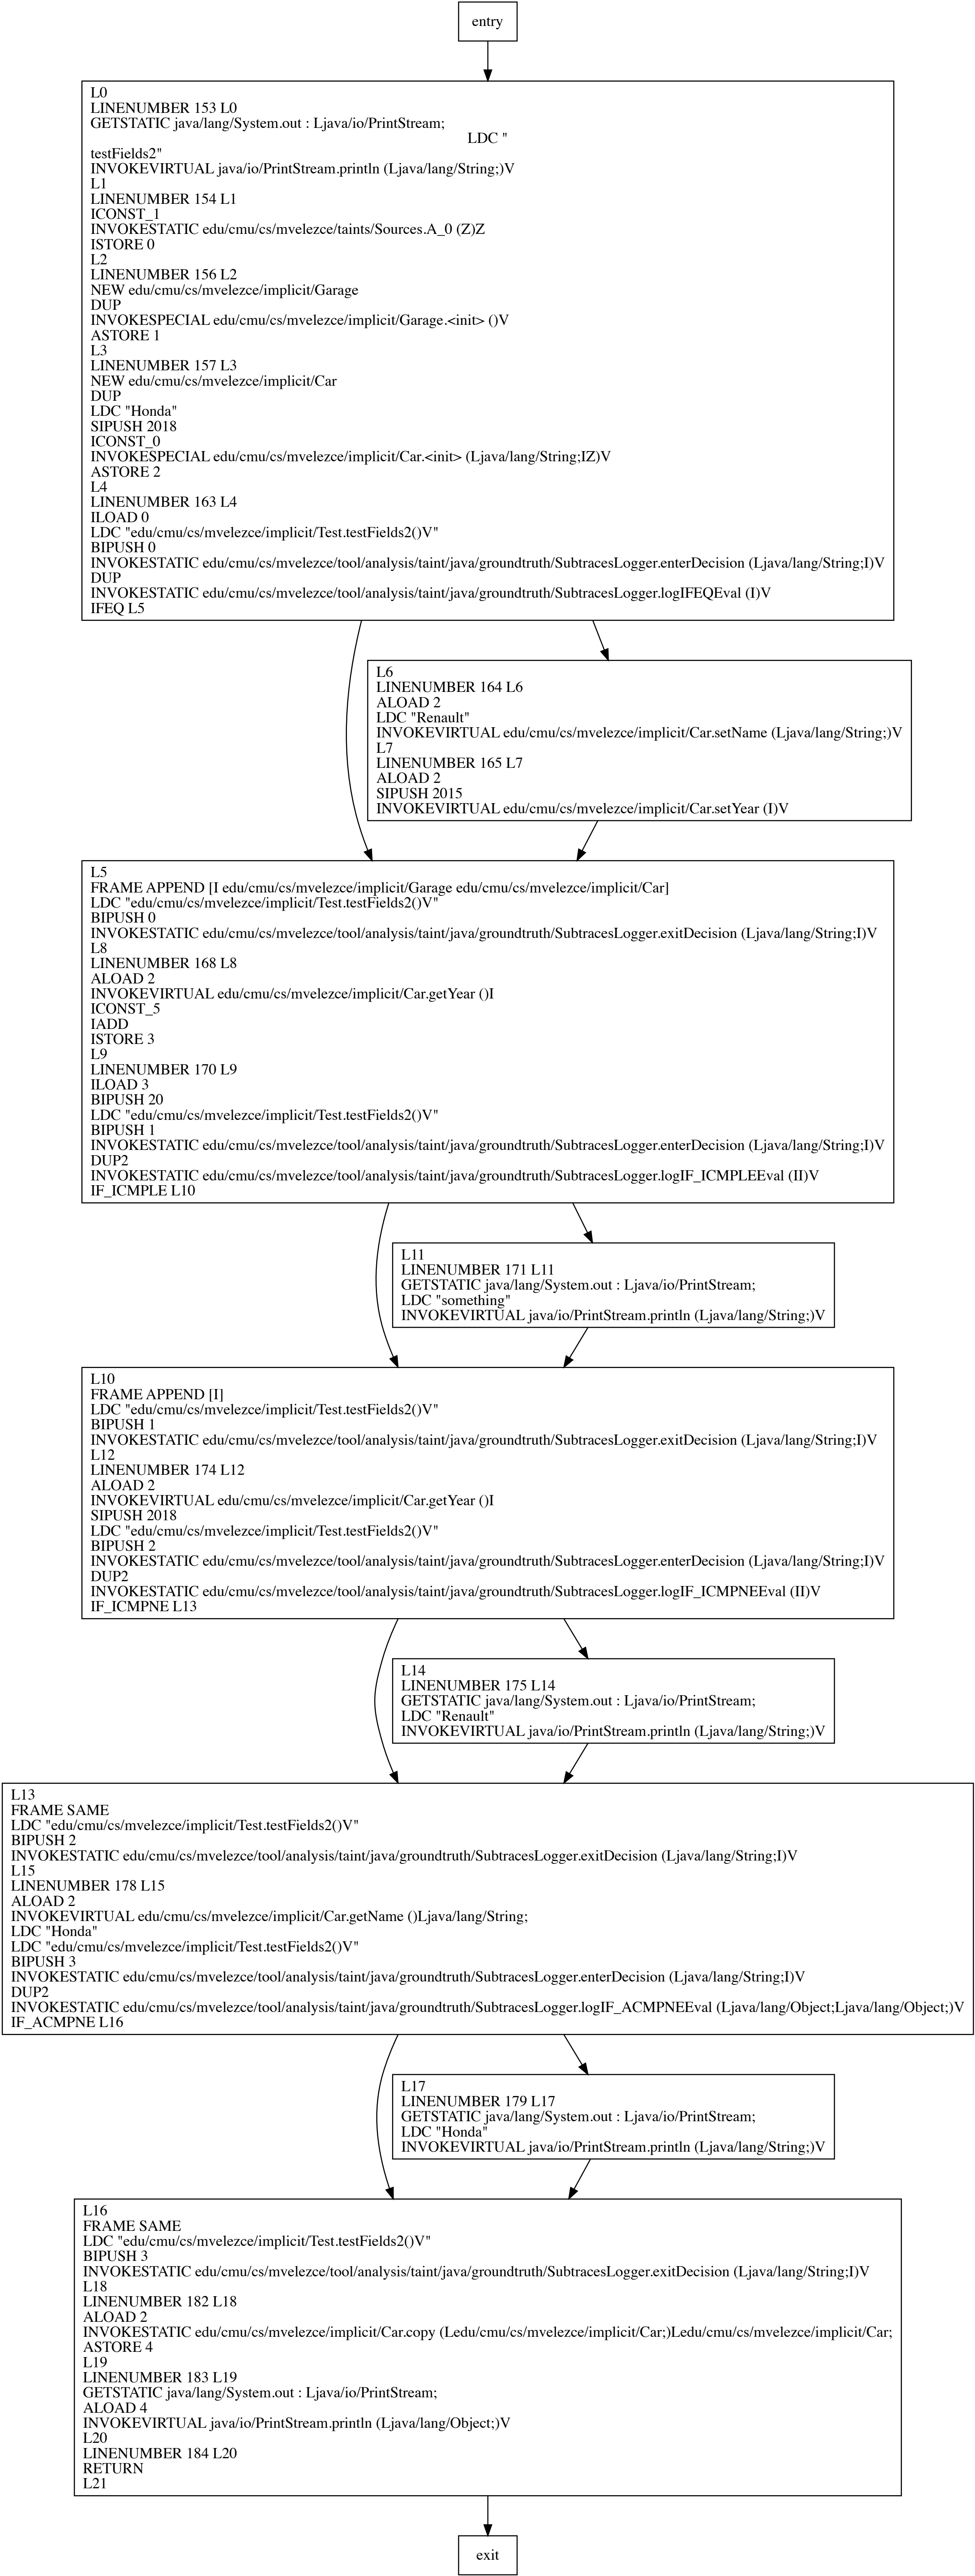 entry
L0
LINENUMBER 153 L0
GETSTATIC java/lang/System.out : Ljava/io/PrintStream;
LDC "
testFields2"
INVOKEVIRTUAL java/io/PrintStream.println (Ljava/lang/String;)V
L1
LINENUMBER 154 L1
ICONST_1
INVOKESTATIC edu/cmu/cs/mvelezce/taints/Sources.A_0 (Z)Z
ISTORE 0
L2
LINENUMBER 156 L2
NEW edu/cmu/cs/mvelezce/implicit/Garage
DUP
INVOKESPECIAL edu/cmu/cs/mvelezce/implicit/Garage.<init> ()V
ASTORE 1
L3
LINENUMBER 157 L3
NEW edu/cmu/cs/mvelezce/implicit/Car
DUP
LDC "Honda"
SIPUSH 2018
ICONST_0
INVOKESPECIAL edu/cmu/cs/mvelezce/implicit/Car.<init> (Ljava/lang/String;IZ)V
ASTORE 2
L4
LINENUMBER 163 L4
ILOAD 0
LDC "edu/cmu/cs/mvelezce/implicit/Test.testFields2()V"
BIPUSH 0
INVOKESTATIC edu/cmu/cs/mvelezce/tool/analysis/taint/java/groundtruth/SubtracesLogger.enterDecision (Ljava/lang/String;I)V
DUP
INVOKESTATIC edu/cmu/cs/mvelezce/tool/analysis/taint/java/groundtruth/SubtracesLogger.logIFEQEval (I)V
IFEQ L5
L6
LINENUMBER 164 L6
ALOAD 2
LDC "Renault"
INVOKEVIRTUAL edu/cmu/cs/mvelezce/implicit/Car.setName (Ljava/lang/String;)V
L7
LINENUMBER 165 L7
ALOAD 2
SIPUSH 2015
INVOKEVIRTUAL edu/cmu/cs/mvelezce/implicit/Car.setYear (I)V
L5
FRAME APPEND [I edu/cmu/cs/mvelezce/implicit/Garage edu/cmu/cs/mvelezce/implicit/Car]
LDC "edu/cmu/cs/mvelezce/implicit/Test.testFields2()V"
BIPUSH 0
INVOKESTATIC edu/cmu/cs/mvelezce/tool/analysis/taint/java/groundtruth/SubtracesLogger.exitDecision (Ljava/lang/String;I)V
L8
LINENUMBER 168 L8
ALOAD 2
INVOKEVIRTUAL edu/cmu/cs/mvelezce/implicit/Car.getYear ()I
ICONST_5
IADD
ISTORE 3
L9
LINENUMBER 170 L9
ILOAD 3
BIPUSH 20
LDC "edu/cmu/cs/mvelezce/implicit/Test.testFields2()V"
BIPUSH 1
INVOKESTATIC edu/cmu/cs/mvelezce/tool/analysis/taint/java/groundtruth/SubtracesLogger.enterDecision (Ljava/lang/String;I)V
DUP2
INVOKESTATIC edu/cmu/cs/mvelezce/tool/analysis/taint/java/groundtruth/SubtracesLogger.logIF_ICMPLEEval (II)V
IF_ICMPLE L10
L11
LINENUMBER 171 L11
GETSTATIC java/lang/System.out : Ljava/io/PrintStream;
LDC "something"
INVOKEVIRTUAL java/io/PrintStream.println (Ljava/lang/String;)V
L10
FRAME APPEND [I]
LDC "edu/cmu/cs/mvelezce/implicit/Test.testFields2()V"
BIPUSH 1
INVOKESTATIC edu/cmu/cs/mvelezce/tool/analysis/taint/java/groundtruth/SubtracesLogger.exitDecision (Ljava/lang/String;I)V
L12
LINENUMBER 174 L12
ALOAD 2
INVOKEVIRTUAL edu/cmu/cs/mvelezce/implicit/Car.getYear ()I
SIPUSH 2018
LDC "edu/cmu/cs/mvelezce/implicit/Test.testFields2()V"
BIPUSH 2
INVOKESTATIC edu/cmu/cs/mvelezce/tool/analysis/taint/java/groundtruth/SubtracesLogger.enterDecision (Ljava/lang/String;I)V
DUP2
INVOKESTATIC edu/cmu/cs/mvelezce/tool/analysis/taint/java/groundtruth/SubtracesLogger.logIF_ICMPNEEval (II)V
IF_ICMPNE L13
L14
LINENUMBER 175 L14
GETSTATIC java/lang/System.out : Ljava/io/PrintStream;
LDC "Renault"
INVOKEVIRTUAL java/io/PrintStream.println (Ljava/lang/String;)V
L13
FRAME SAME
LDC "edu/cmu/cs/mvelezce/implicit/Test.testFields2()V"
BIPUSH 2
INVOKESTATIC edu/cmu/cs/mvelezce/tool/analysis/taint/java/groundtruth/SubtracesLogger.exitDecision (Ljava/lang/String;I)V
L15
LINENUMBER 178 L15
ALOAD 2
INVOKEVIRTUAL edu/cmu/cs/mvelezce/implicit/Car.getName ()Ljava/lang/String;
LDC "Honda"
LDC "edu/cmu/cs/mvelezce/implicit/Test.testFields2()V"
BIPUSH 3
INVOKESTATIC edu/cmu/cs/mvelezce/tool/analysis/taint/java/groundtruth/SubtracesLogger.enterDecision (Ljava/lang/String;I)V
DUP2
INVOKESTATIC edu/cmu/cs/mvelezce/tool/analysis/taint/java/groundtruth/SubtracesLogger.logIF_ACMPNEEval (Ljava/lang/Object;Ljava/lang/Object;)V
IF_ACMPNE L16
L17
LINENUMBER 179 L17
GETSTATIC java/lang/System.out : Ljava/io/PrintStream;
LDC "Honda"
INVOKEVIRTUAL java/io/PrintStream.println (Ljava/lang/String;)V
L16
FRAME SAME
LDC "edu/cmu/cs/mvelezce/implicit/Test.testFields2()V"
BIPUSH 3
INVOKESTATIC edu/cmu/cs/mvelezce/tool/analysis/taint/java/groundtruth/SubtracesLogger.exitDecision (Ljava/lang/String;I)V
L18
LINENUMBER 182 L18
ALOAD 2
INVOKESTATIC edu/cmu/cs/mvelezce/implicit/Car.copy (Ledu/cmu/cs/mvelezce/implicit/Car;)Ledu/cmu/cs/mvelezce/implicit/Car;
ASTORE 4
L19
LINENUMBER 183 L19
GETSTATIC java/lang/System.out : Ljava/io/PrintStream;
ALOAD 4
INVOKEVIRTUAL java/io/PrintStream.println (Ljava/lang/Object;)V
L20
LINENUMBER 184 L20
RETURN
L21
exit